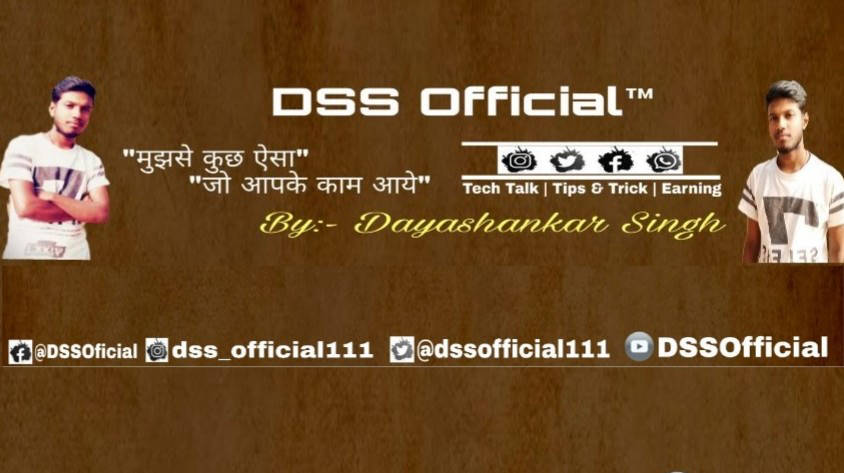 DSS Official™
"मुझसे कुछ ऐसा"
"जो आपके काम आये"
Tech Talk | Tips & Trick | Earning
By:- Dayashankar Singh
@DSSOficial dss_official111 @dssofficial111 DSSOfficial